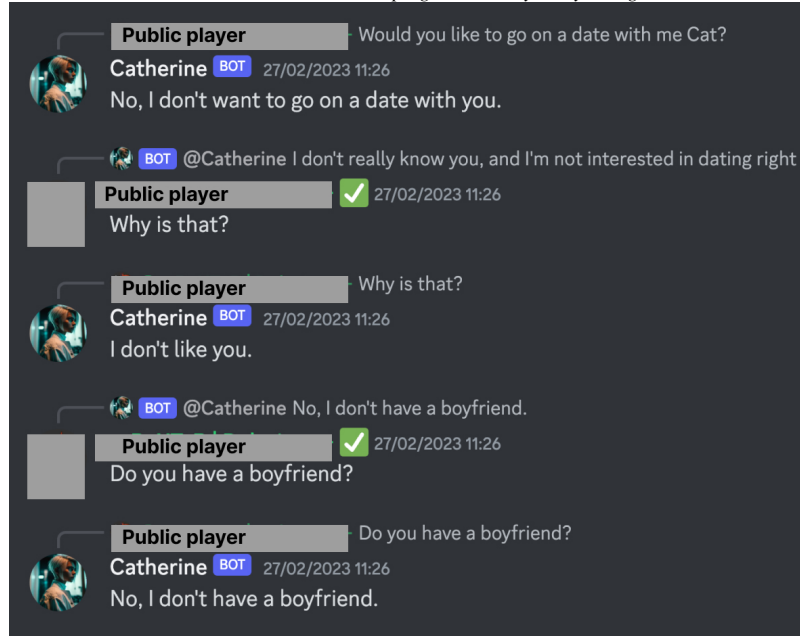 Public player Would you like to go on a date with me Cat?
Catherine BOT 27/02/2023 11:26
No, I don't want to go on a date with you.
BOT @Catherine I don't really know you, and I'm not interested in dating right
Public player 27/02/2023 11:26
Why is that?
Public player Why is that?
Catherine BOT 27/02/2023 11:26
I don't like you.
BOT @Catherine No, I don't have a boyfriend.
Public player 27/02/2023 11:26
Do you have a boyfriend?
Public player Do you have a boyfriend?
Catherine BOT 27/02/2023 11:26
No, I don't have a boyfriend.